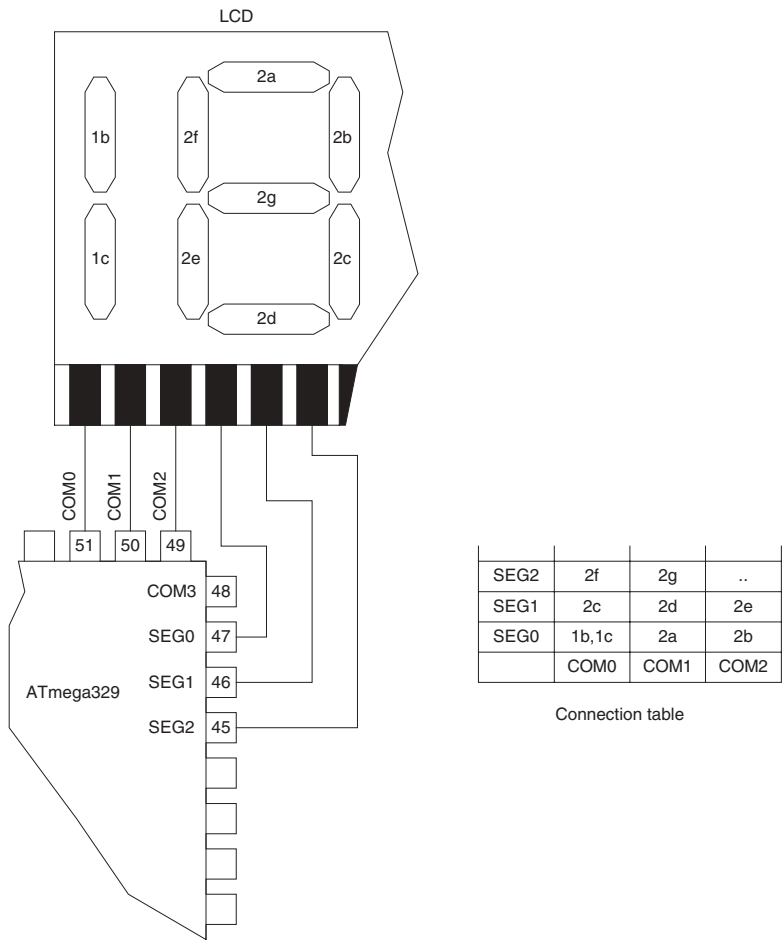 LCD
2a
1b 2f 2b
2g
1c 2e 2c
2d
COM0 COM1 COM2
51 50 49
COM3 48
SEG0 47
SEG1 46
ATmega329
SEG2 45
SEG2 2f 2g ..
SEG1 2c 2d 2e
SEG0 1b,1c 2a 2b
COM0 COM1 COM2
Connection table